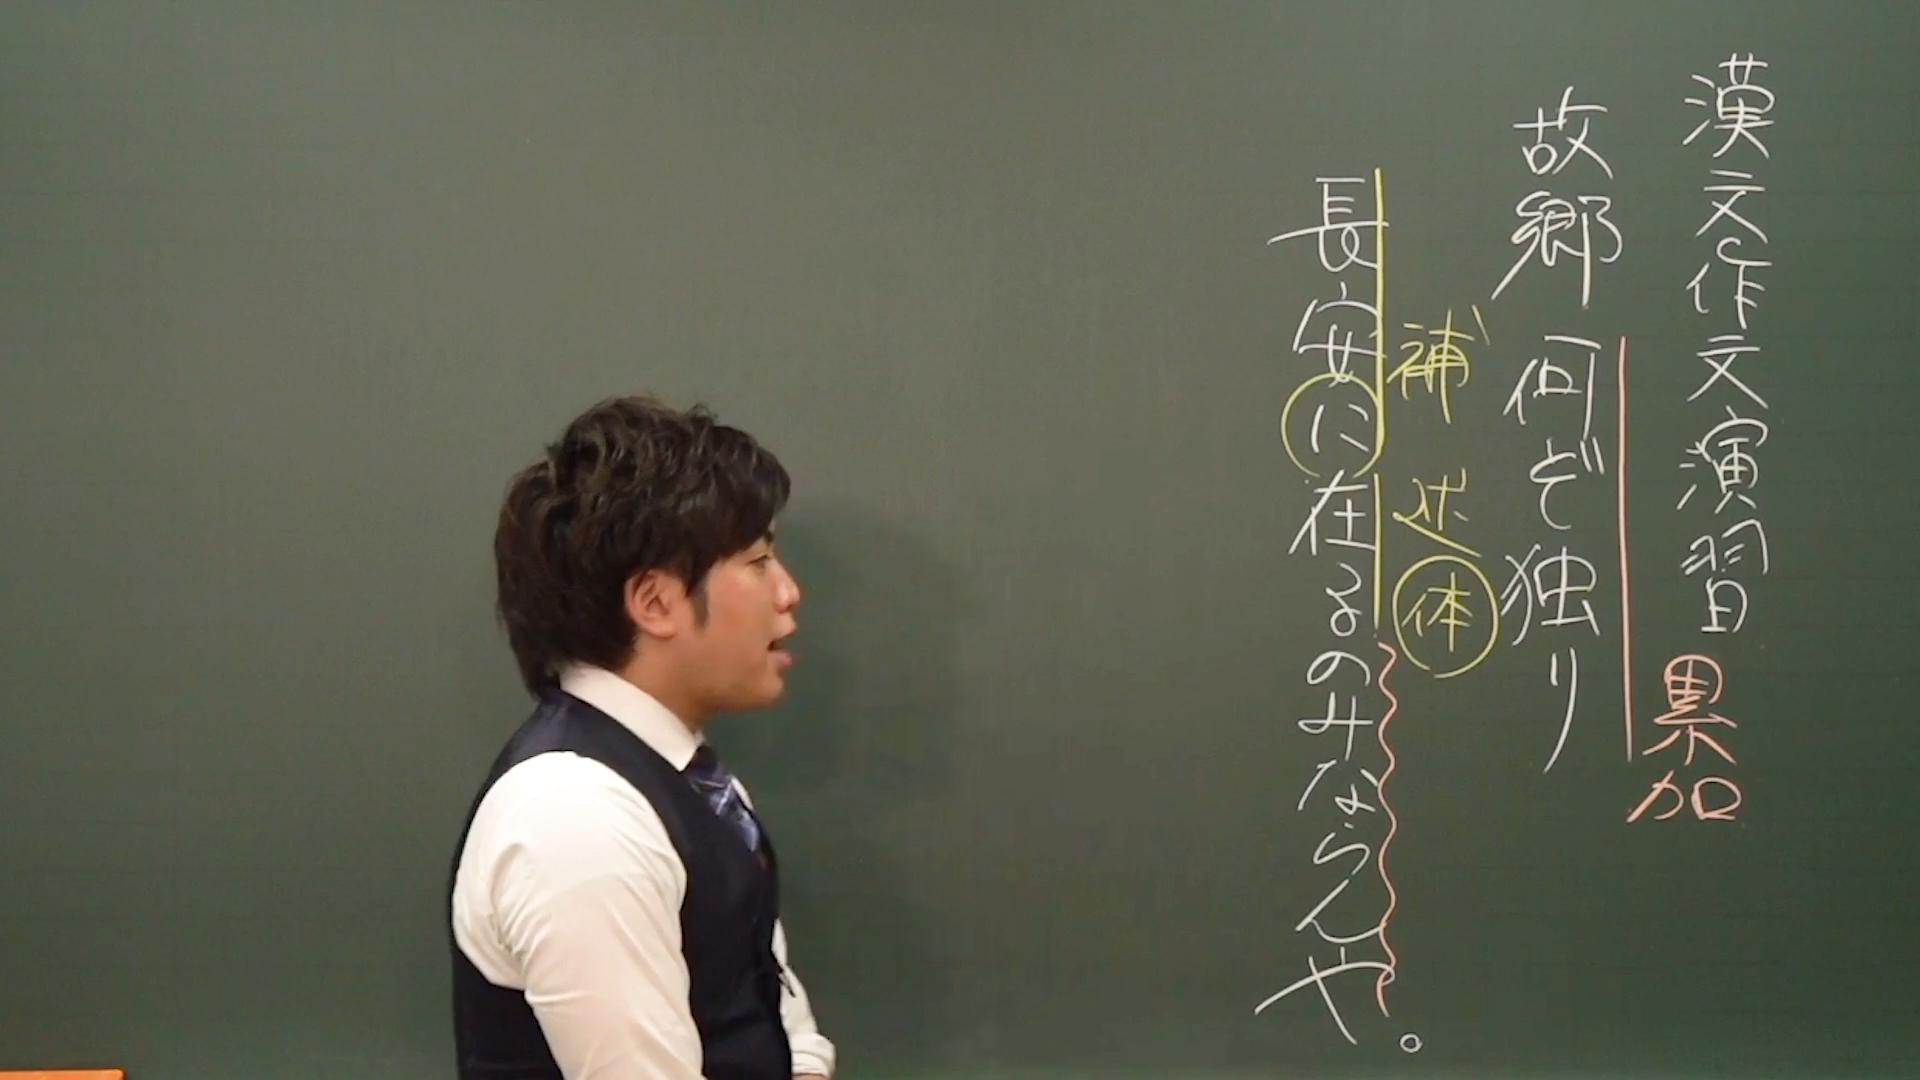 漢文作文演習 累加
故郷何ぞ独り
補 述 体
長安に在るのみならんや。